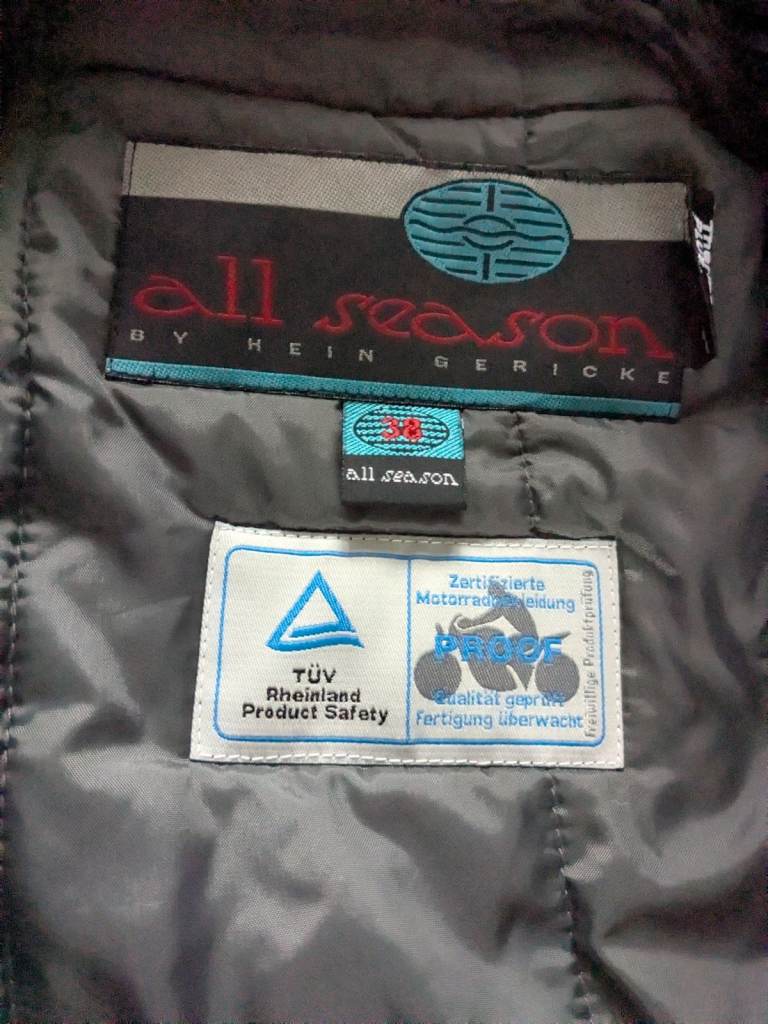 all season
BY HEIN GERICKE
38
all season
TÜV
Rheinland
Product Safety
Zertifizierte
Motorradbekleidung
PROOF
Qualität geprüft
Fertigung überwacht
Freiwillige Produktprüfung